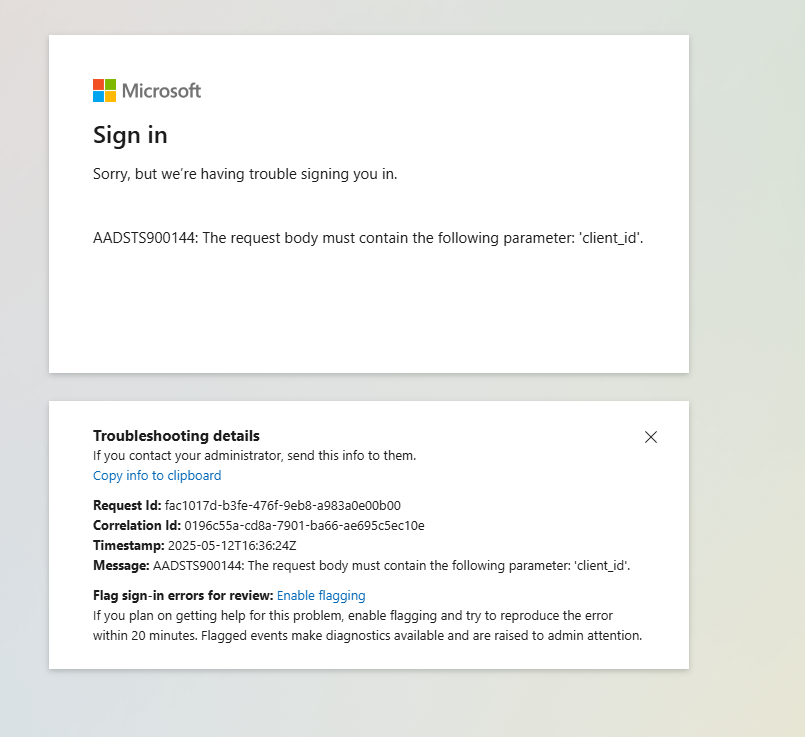 Microsoft
Sign in
Sorry, but we're having trouble signing you in.
AADSTS900144: The request body must contain the following parameter: 'client_id'.
Troubleshooting details
If you contact your administrator, send this info to them.
Copy info to clipboard
Request Id: fac1017d-b3fe-476f-9eb8-a983a0e00b00
Correlation Id: 0196c55a-cd8a-7901-ba66-ae695c5ec10e
Timestamp: 2025-05-12T16:36:24Z
Message: AADSTS900144: The request body must contain the following parameter: 'client_id'.
Flag sign-in errors for review: Enable flagging
If you plan on getting help for this problem, enable flagging and try to reproduce the error
within 20 minutes. Flagged events make diagnostics available and are raised to admin attention.